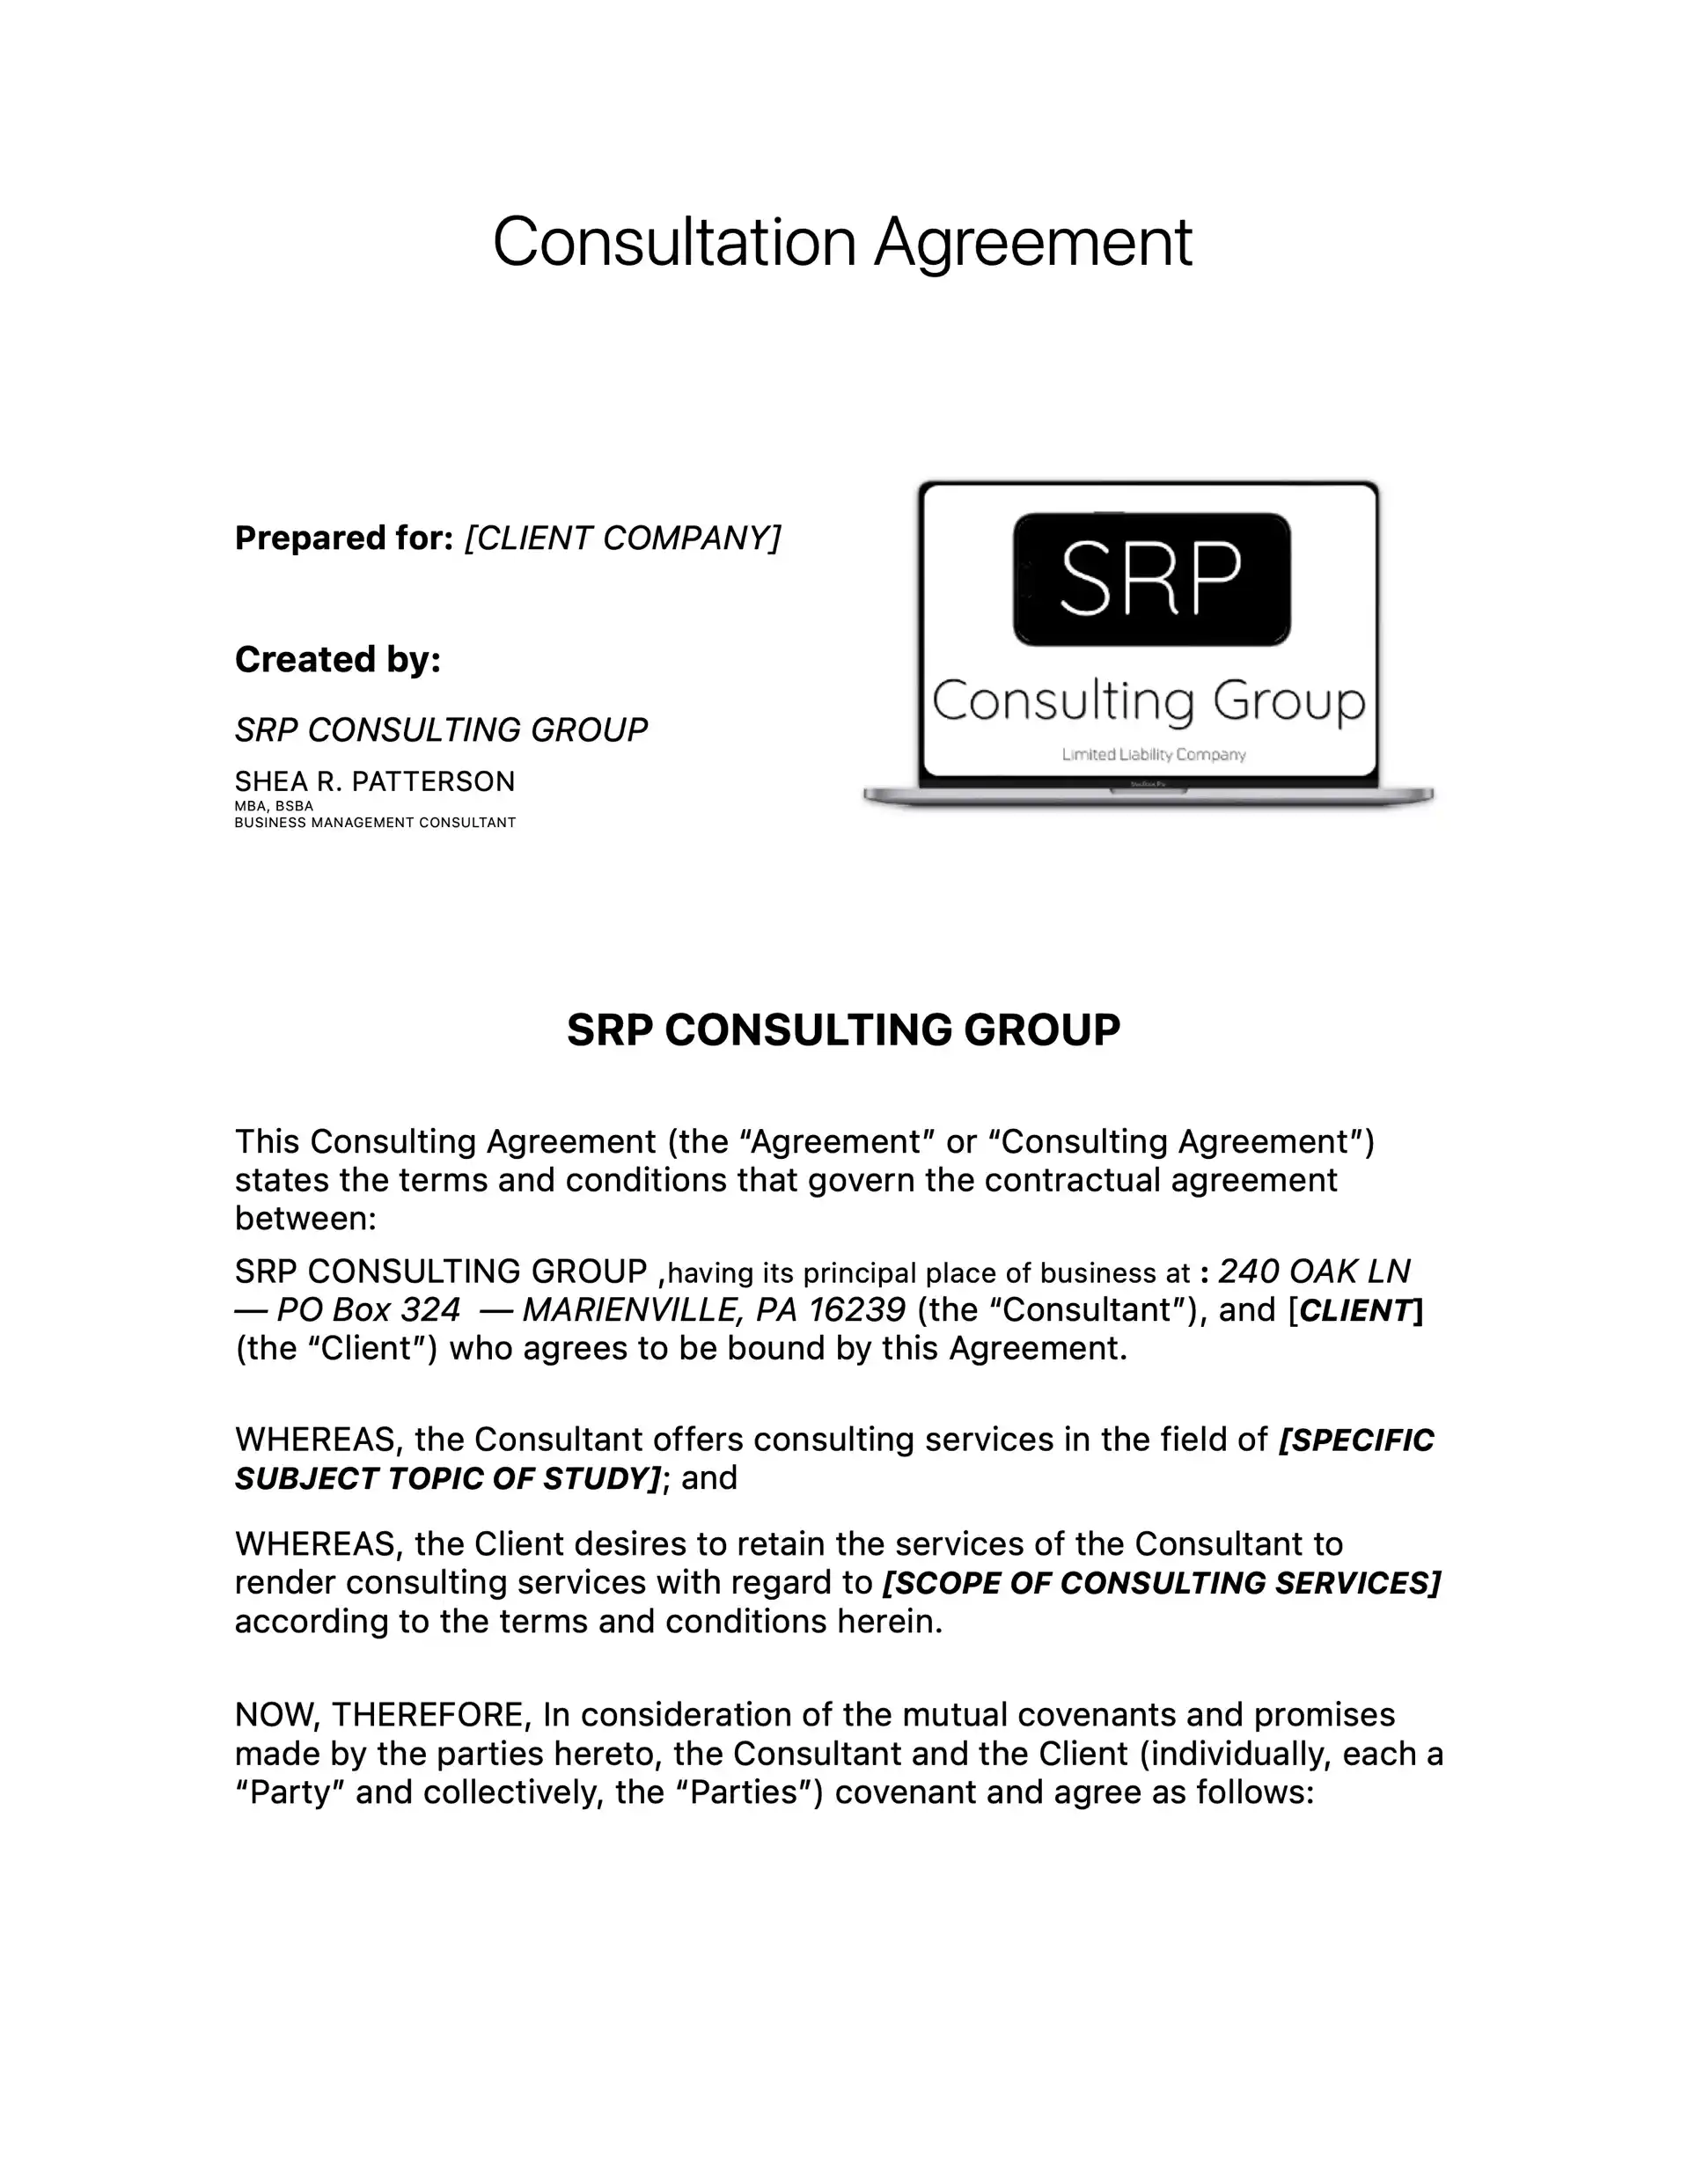 Consultation Agreement
Prepared for: [CLIENT COMPANY]
Created by:
SRP CONSULTING GROUP
SHEA R. PATTERSON
MBA, BSBA
BUSINESS MANAGEMENT CONSULTANT
SRP
Consulting Group
Limited Liability Company
SRP CONSULTING GROUP
This Consulting Agreement (the “Agreement” or “Consulting Agreement”)
states the terms and conditions that govern the contractual agreement
between:
SRP CONSULTING GROUP ,having its principal place of business at : 240 OAK LN
— PO Box 324 — MARIENVILLE, PA 16239 (the “Consultant”), and [CLIENT]
(the “Client”) who agrees to be bound by this Agreement.
WHEREAS, the Consultant offers consulting services in the field of [SPECIFIC
SUBJECT TOPIC OF STUDY]; and
WHEREAS, the Client desires to retain the services of the Consultant to
render consulting services with regard to [SCOPE OF CONSULTING SERVICES]
according to the terms and conditions herein.
NOW, THEREFORE, In consideration of the mutual covenants and promises
made by the parties hereto, the Consultant and the Client (individually, each a
“Party” and collectively, the “Parties”) covenant and agree as follows: